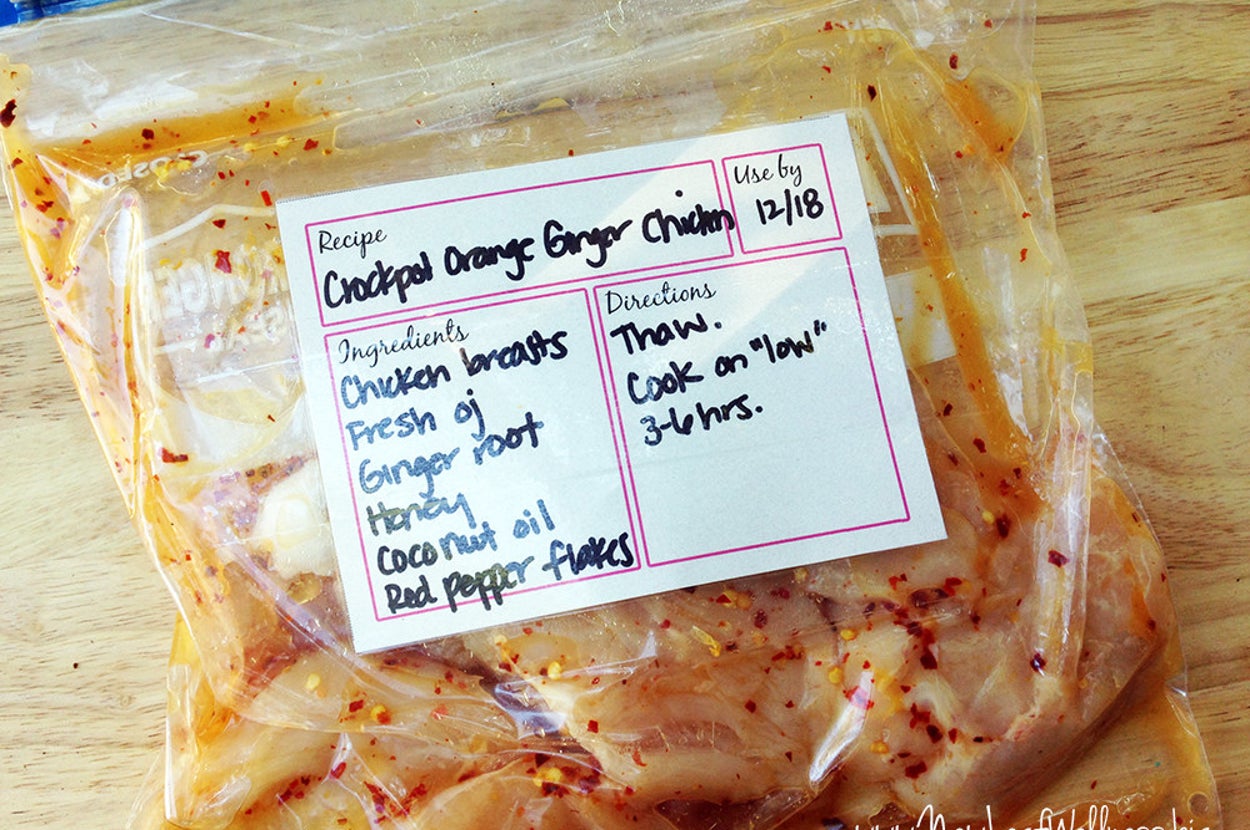 Recipe
Crockpot Orange Ginger Chicken
Use by
12/18
Ingredients
Chicken breasts
Fresh oj
Ginger root
Honey
Coconut oil
Red pepper flakes
Directions
Thaw.
Cook on "low"
3-6 hrs.